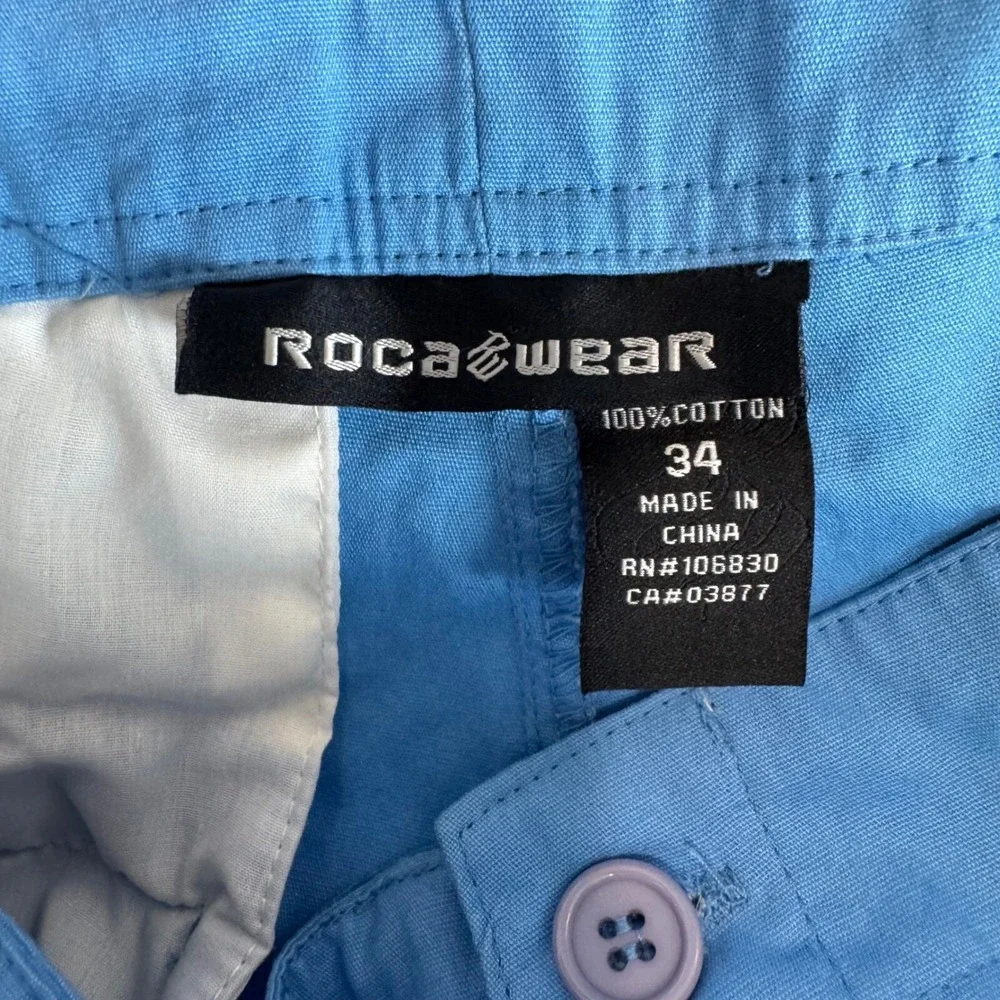 ROCAWEAR
100% COTTON
34
MADE IN
CHINA
RN#106830
CA#03877